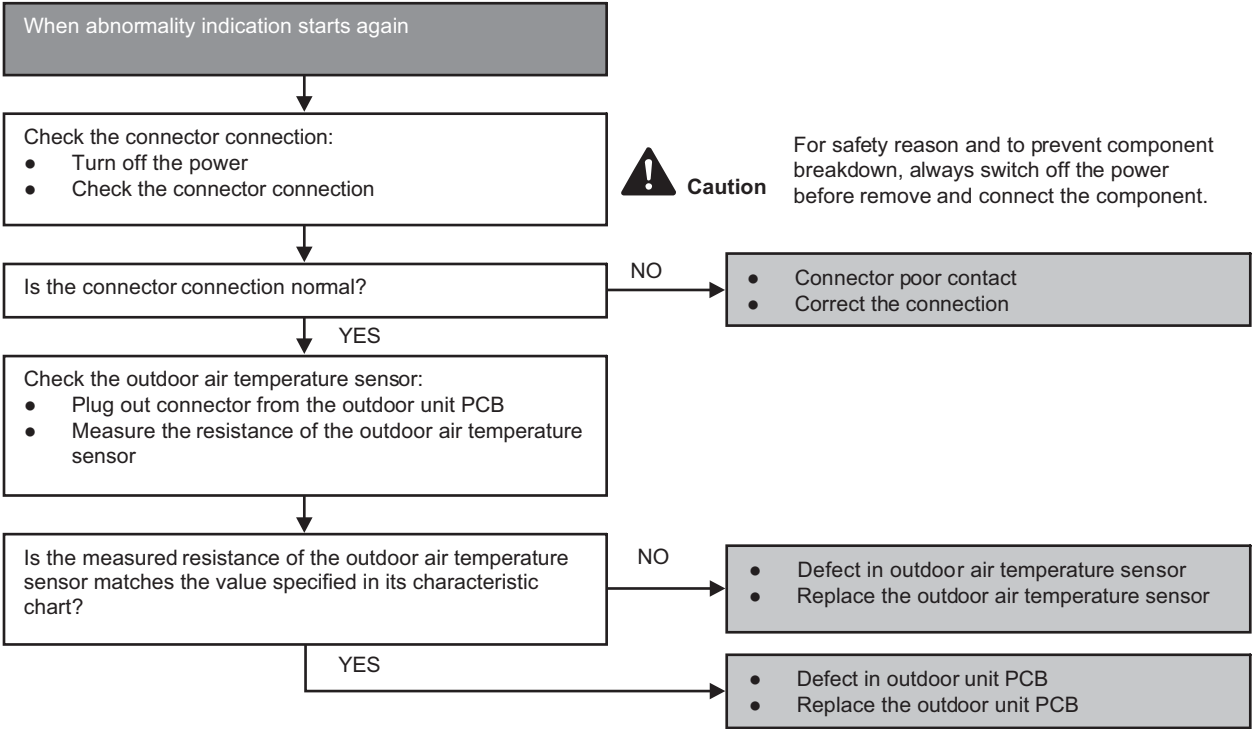 When abnormality indication starts again
Check the connector connection:
● Turn off the power
● Check the connector connection
Caution
For safety reason and to prevent component
breakdown, always switch off the power
before remove and connect the component.
Is the connector connection normal?
NO
● Connector poor contact
● Correct the connection
YES
Check the outdoor air temperature sensor:
● Plug out connector from the outdoor unit PCB
● Measure the resistance of the outdoor air temperature
sensor
Is the measured resistance of the outdoor air temperature
sensor matches the value specified in its characteristic
chart?
NO
● Defect in outdoor air temperature sensor
● Replace the outdoor air temperature sensor
YES
● Defect in outdoor unit PCB
● Replace the outdoor unit PCB